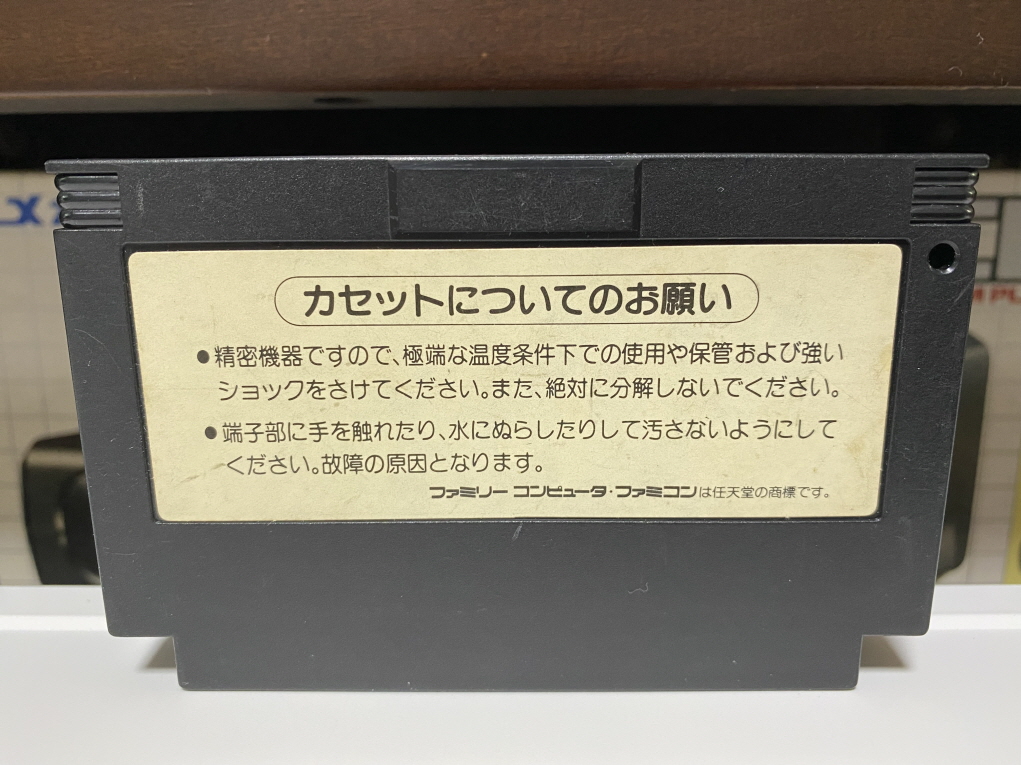 カセットについてのお願い
●精密機器ですので、極端な温度条件下での使用や保管および強い
ショックをさけてください。また、絶対に分解しないでください。
●端子部に手を触れたり、水にぬらしたりして汚さないようにして
ください。故障の原因となります。
ファミリー コンピュータ・ファミコンは任天堂の商標です。